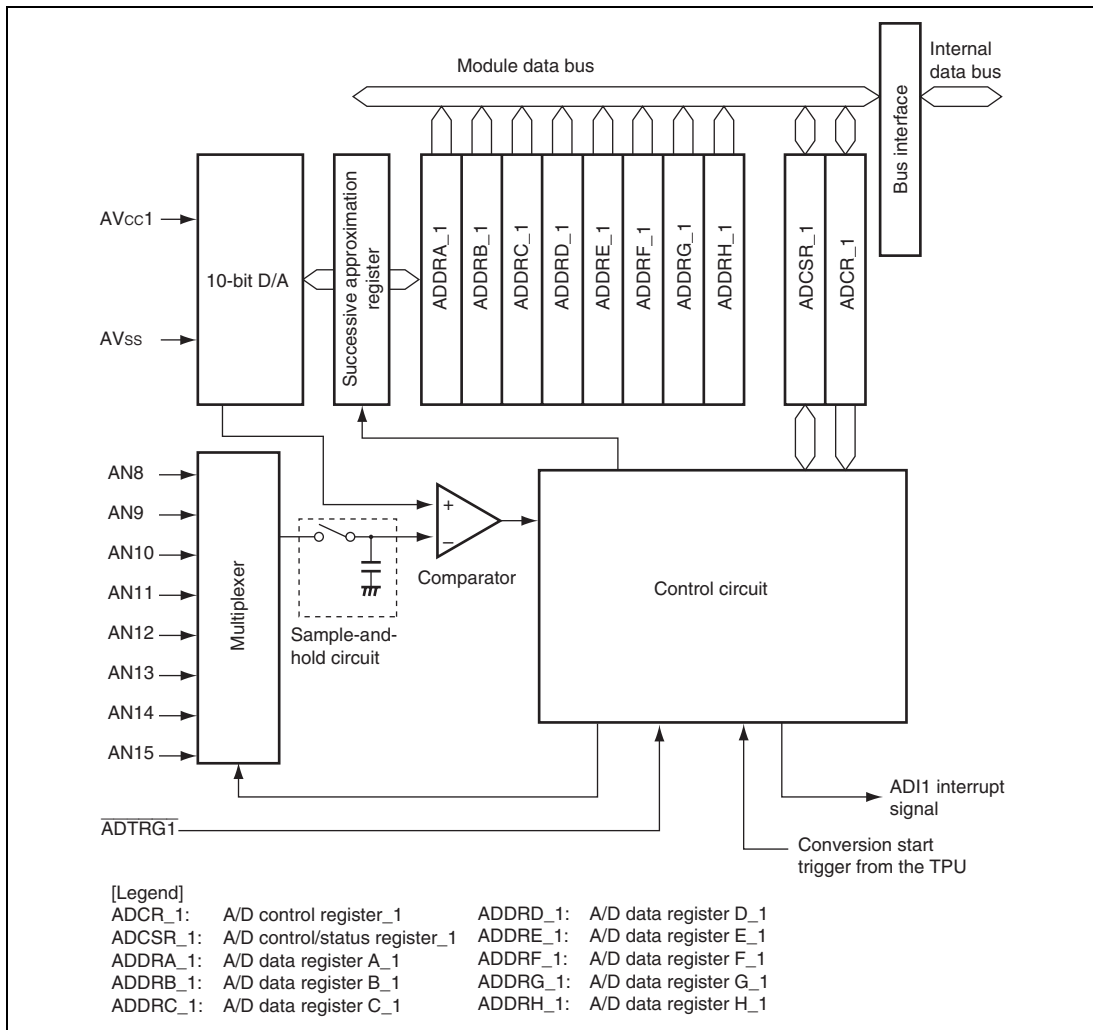 Module data bus
Internal
data bus
Bus interface
AVcc1
AVss
10-bit D/A
Successive approximation
register
ADDRA_1
ADDRB_1
ADDRC_1
ADDRD_1
ADDRE_1
ADDRF_1
ADDRG_1
ADDRH_1
ADCSR_1
ADCR_1
AN8
AN9
AN10
AN11
AN12
AN13
AN14
AN15
Multiplexer
+
−
Comparator
Sample-and-
hold circuit
Control circuit
ADI1 interrupt
signal
ADTRG1
Conversion start
trigger from the TPU
[Legend]
ADCR_1: A/D control register_1
ADCSR_1: A/D control/status register_1
ADDRA_1: A/D data register A_1
ADDRB_1: A/D data register B_1
ADDRC_1: A/D data register C_1
ADDRD_1: A/D data register D_1
ADDRE_1: A/D data register E_1
ADDRF_1: A/D data register F_1
ADDRG_1: A/D data register G_1
ADDRH_1: A/D data register H_1